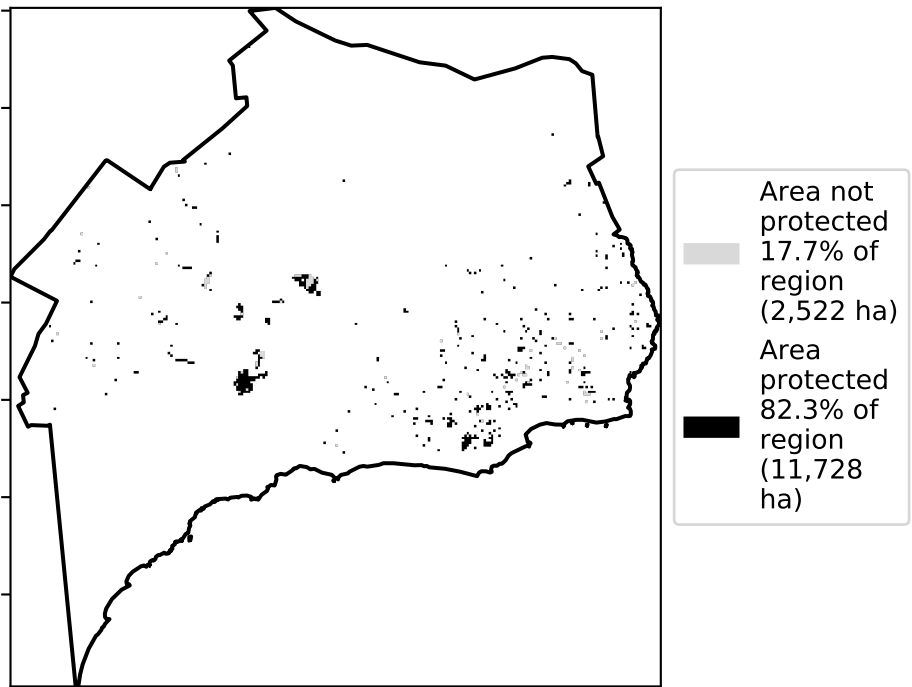 Area not
protected
17.7% of
region
(2,522 ha)
Area
protected
82.3% of
region
(11,728
ha)